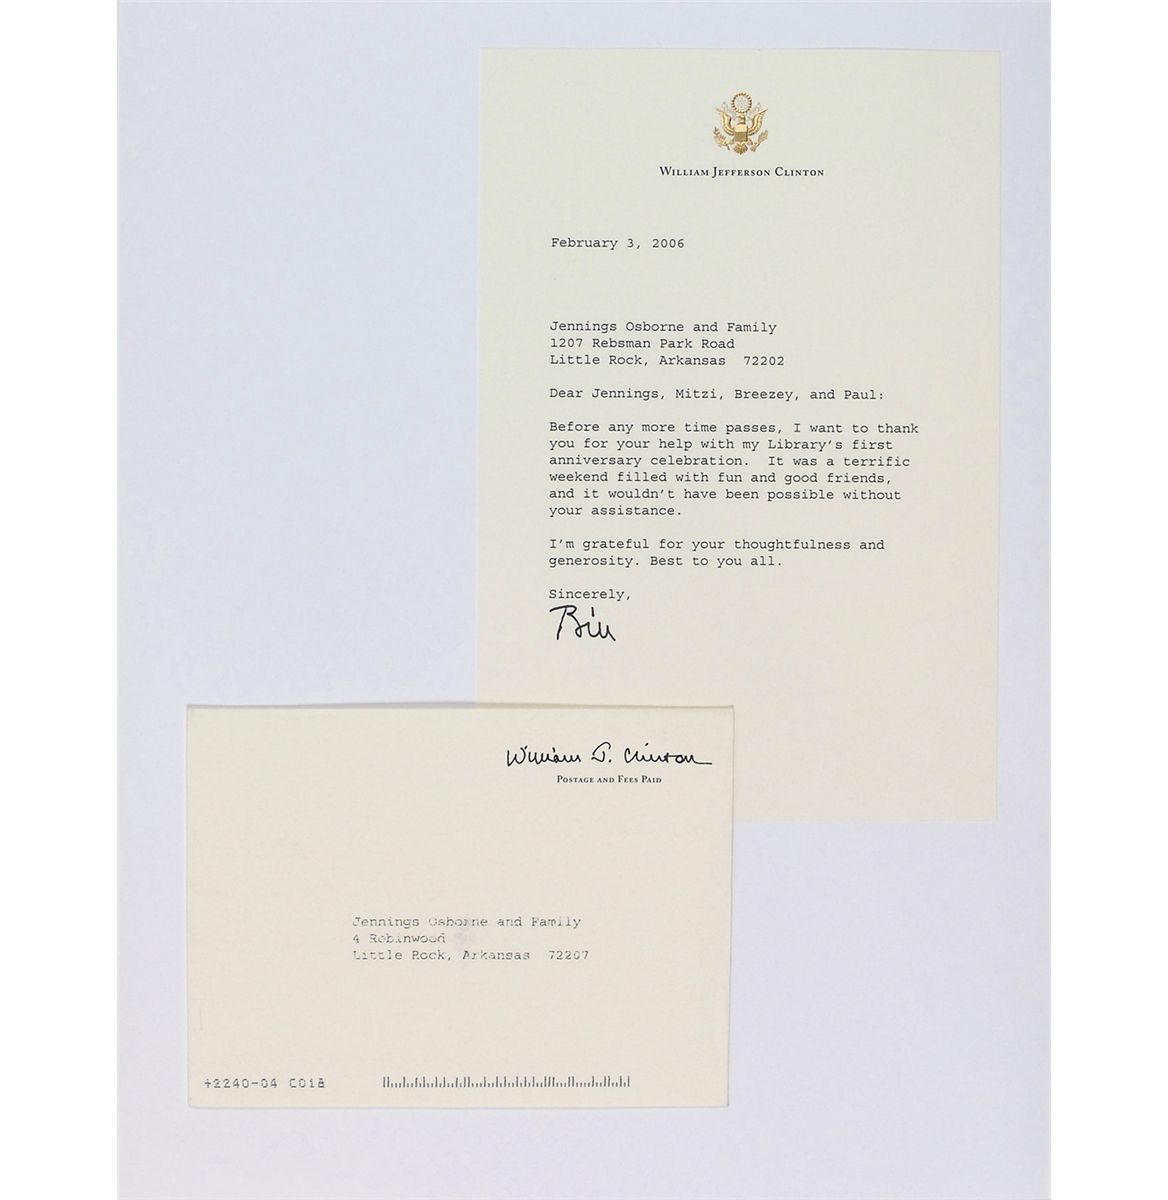 WILLIAM JEFFERSON CLINTON
February 3, 2006
Jennings Osborne and Family
1207 Rebsman Park Road
Little Rock, Arkansas  72202
Dear Jennings, Mitzi, Breezey, and Paul:
Before any more time passes, I want to thank
you for your help with my Library's first
anniversary celebration.  It was a terrific
weekend filled with fun and good friends,
and it wouldn't have been possible without
your assistance.
I'm grateful for your thoughtfulness and
generosity. Best to you all.
Sincerely,
Bill
William J. Clinton
POSTAGE AND FEES PAID
Jennings Osborne and Family
4 Robinwood
Little Rock, Arkansas  72207
+2240-04 C018